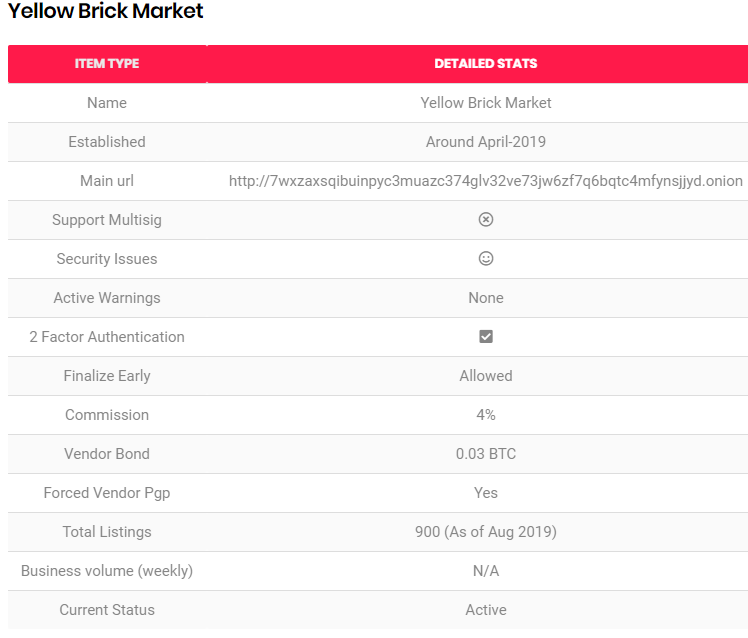 Yellow Brick Market
ITEM TYPE DETAILED STATS
Name Yellow Brick Market
Established Around April-2019
Main url http://7wxzaxsqibuinpyc3muazc374glv32ve73jw6zf7q6bqtc4mfynsjjyd.onion
Support Multisig
Security Issues
Active Warnings None
2 Factor Authentication
Finalize Early Allowed
Commission 4%
Vendor Bond 0.03 BTC
Forced Vendor Pgp Yes
Total Listings 900 (As of Aug 2019)
Business volume (weekly) N/A
Current Status Active